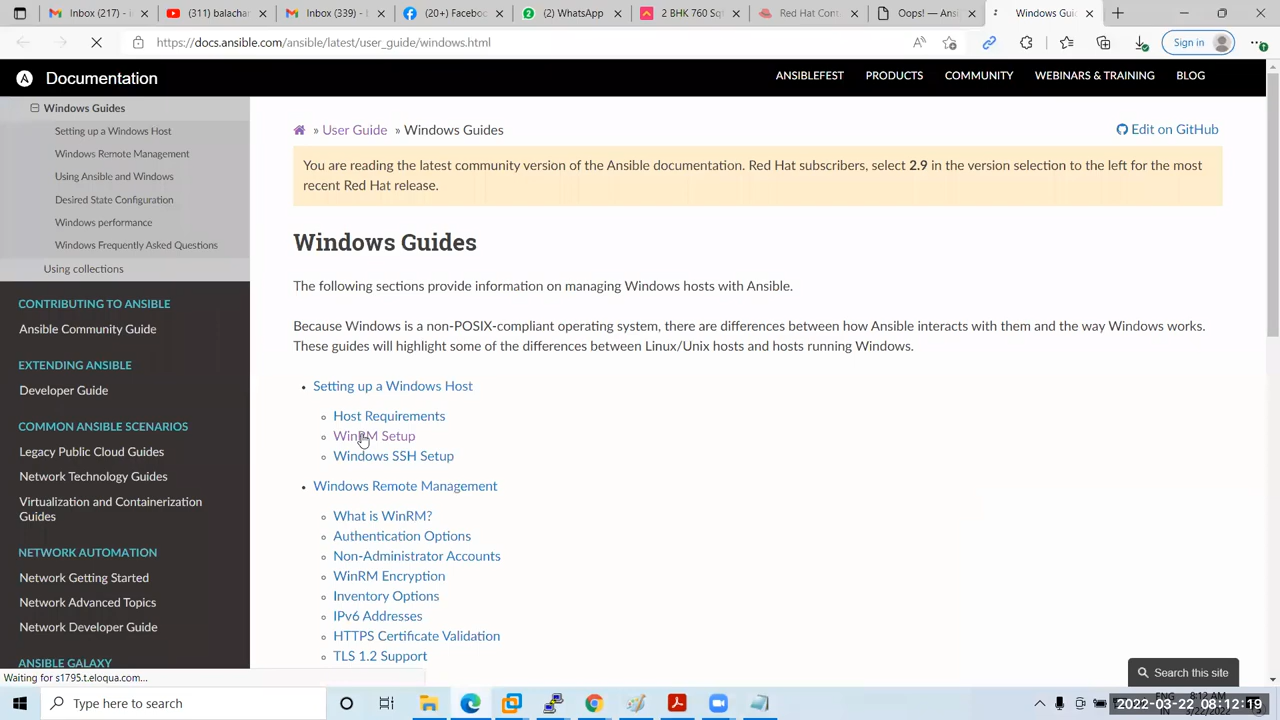 Inbox (217) -
(311) balachar
Inbox (339) -
(20+) Faceboo
(2) WhatsApp
2 BHK 760 Sq
Red Hat Cont
Oops! — Ansu
Windows Gui
https://docs.ansible.com/ansible/latest/user_guide/windows.html
Sign in
Documentation
ANSIBLEFEST PRODUCTS COMMUNITY WEBINARS & TRAINING BLOG
Windows Guides
Setting up a Windows Host
Windows Remote Management
Using Ansible and Windows
Desired State Configuration
Windows performance
Windows Frequently Asked Questions
Using collections
CONTRIBUTING TO ANSIBLE
Ansible Community Guide
EXTENDING ANSIBLE
Developer Guide
COMMON ANSIBLE SCENARIOS
Legacy Public Cloud Guides
Network Technology Guides
Virtualization and Containerization
Guides
NETWORK AUTOMATION
Network Getting Started
Network Advanced Topics
Network Developer Guide
ANSIBLE GALAXY
» User Guide » Windows Guides
Edit on GitHub
You are reading the latest community version of the Ansible documentation. Red Hat subscribers, select 2.9 in the version selection to the left for the most
recent Red Hat release.
Windows Guides
The following sections provide information on managing Windows hosts with Ansible.
Because Windows is a non-POSIX-compliant operating system, there are differences between how Ansible interacts with them and the way Windows works.
These guides will highlight some of the differences between Linux/Unix hosts and hosts running Windows.
Setting up a Windows Host
Host Requirements
WinRM Setup
Windows SSH Setup
Windows Remote Management
What is WinRM?
Authentication Options
Non-Administrator Accounts
WinRM Encryption
Inventory Options
IPv6 Addresses
HTTPS Certificate Validation
TLS 1.2 Support
Search this site
Waiting for s1795.t.eloqua.com...
Type here to search
2022-03-22 08:12:19